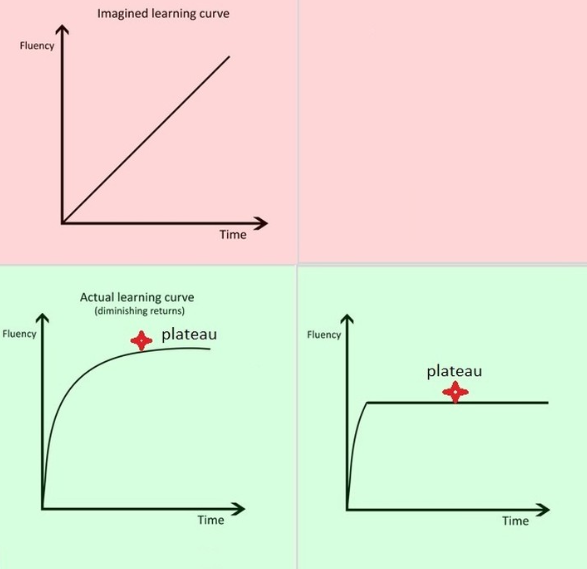 Imagined learning curve
Fluency
Time
Actual learning curve
(diminishing returns)
plateau
Fluency
Time
Fluency
plateau
Time